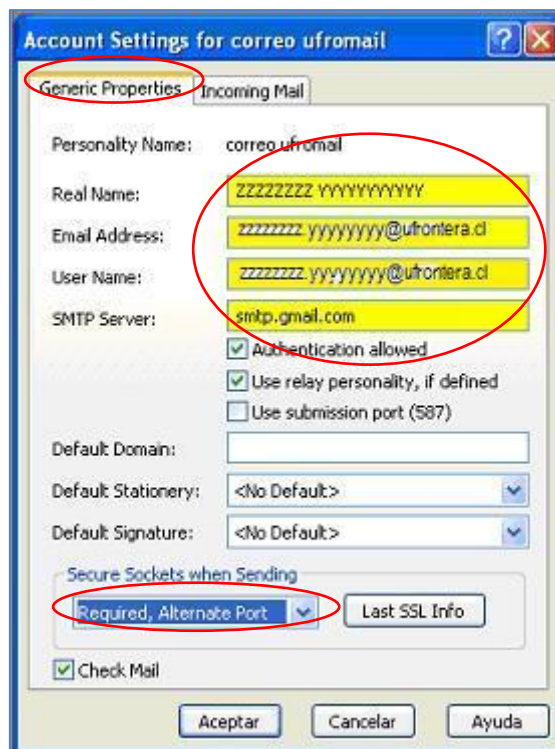 Account Settings for correo ufromail
Generic Properties Incoming Mail
Personality Name: correo ufromail
Real Name: ZZZZZZZZ YYYYYYYYYYY
Email Address: zzzzzzzz.yyyyyyyy@ufrontera.cl
User Name: zzzzzzzz.yyyyyyyy@ufrontera.cl
SMTP Server: smtp.gmail.com
Authentication allowed
Use relay personality, if defined
Use submission port (587)
Default Domain:
Default Stationery: <No Default>
Default Signature: <No Default>
Secure Sockets when Sending
Required, Alternate Port Last SSL Info
Check Mail
Aceptar Cancelar Ayuda